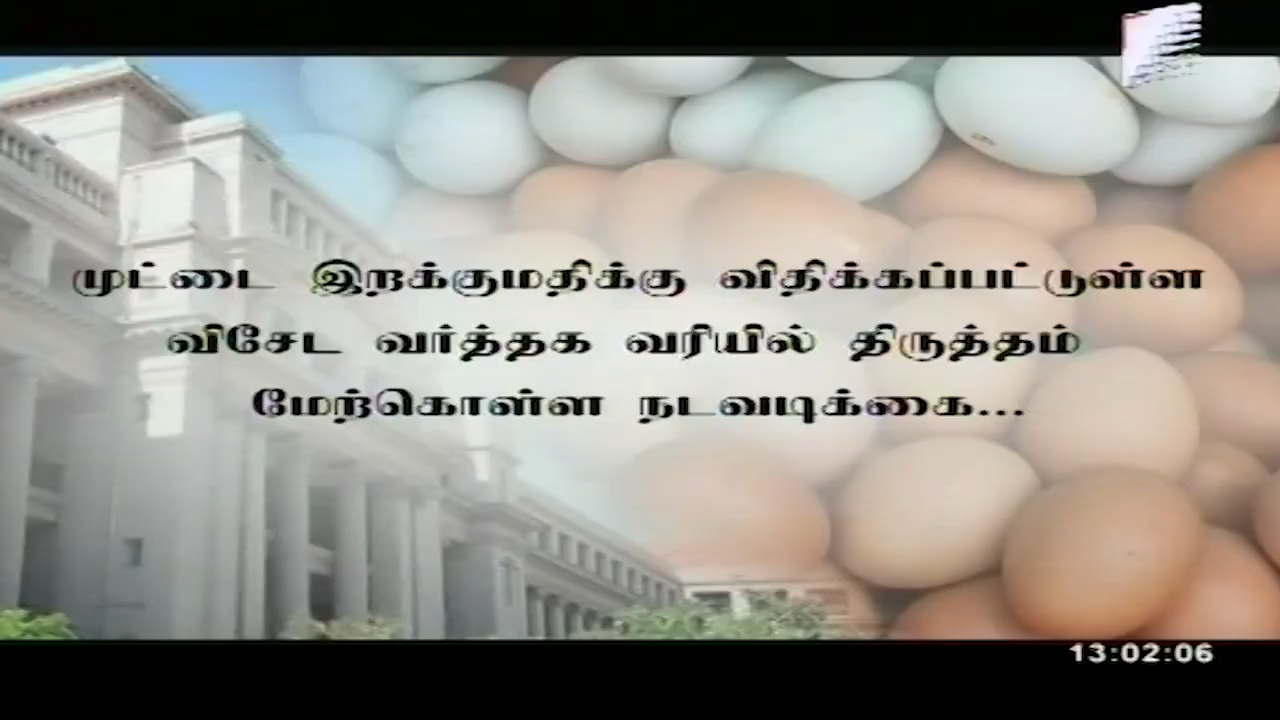 முட்டை இறக்குமதிக்கு விதிக்கப்பட்டுள்ள
விசேட வர்த்தக வரியில் திருத்தம்
மேற்கொள்ள நடவடிக்கை...
13:02:06